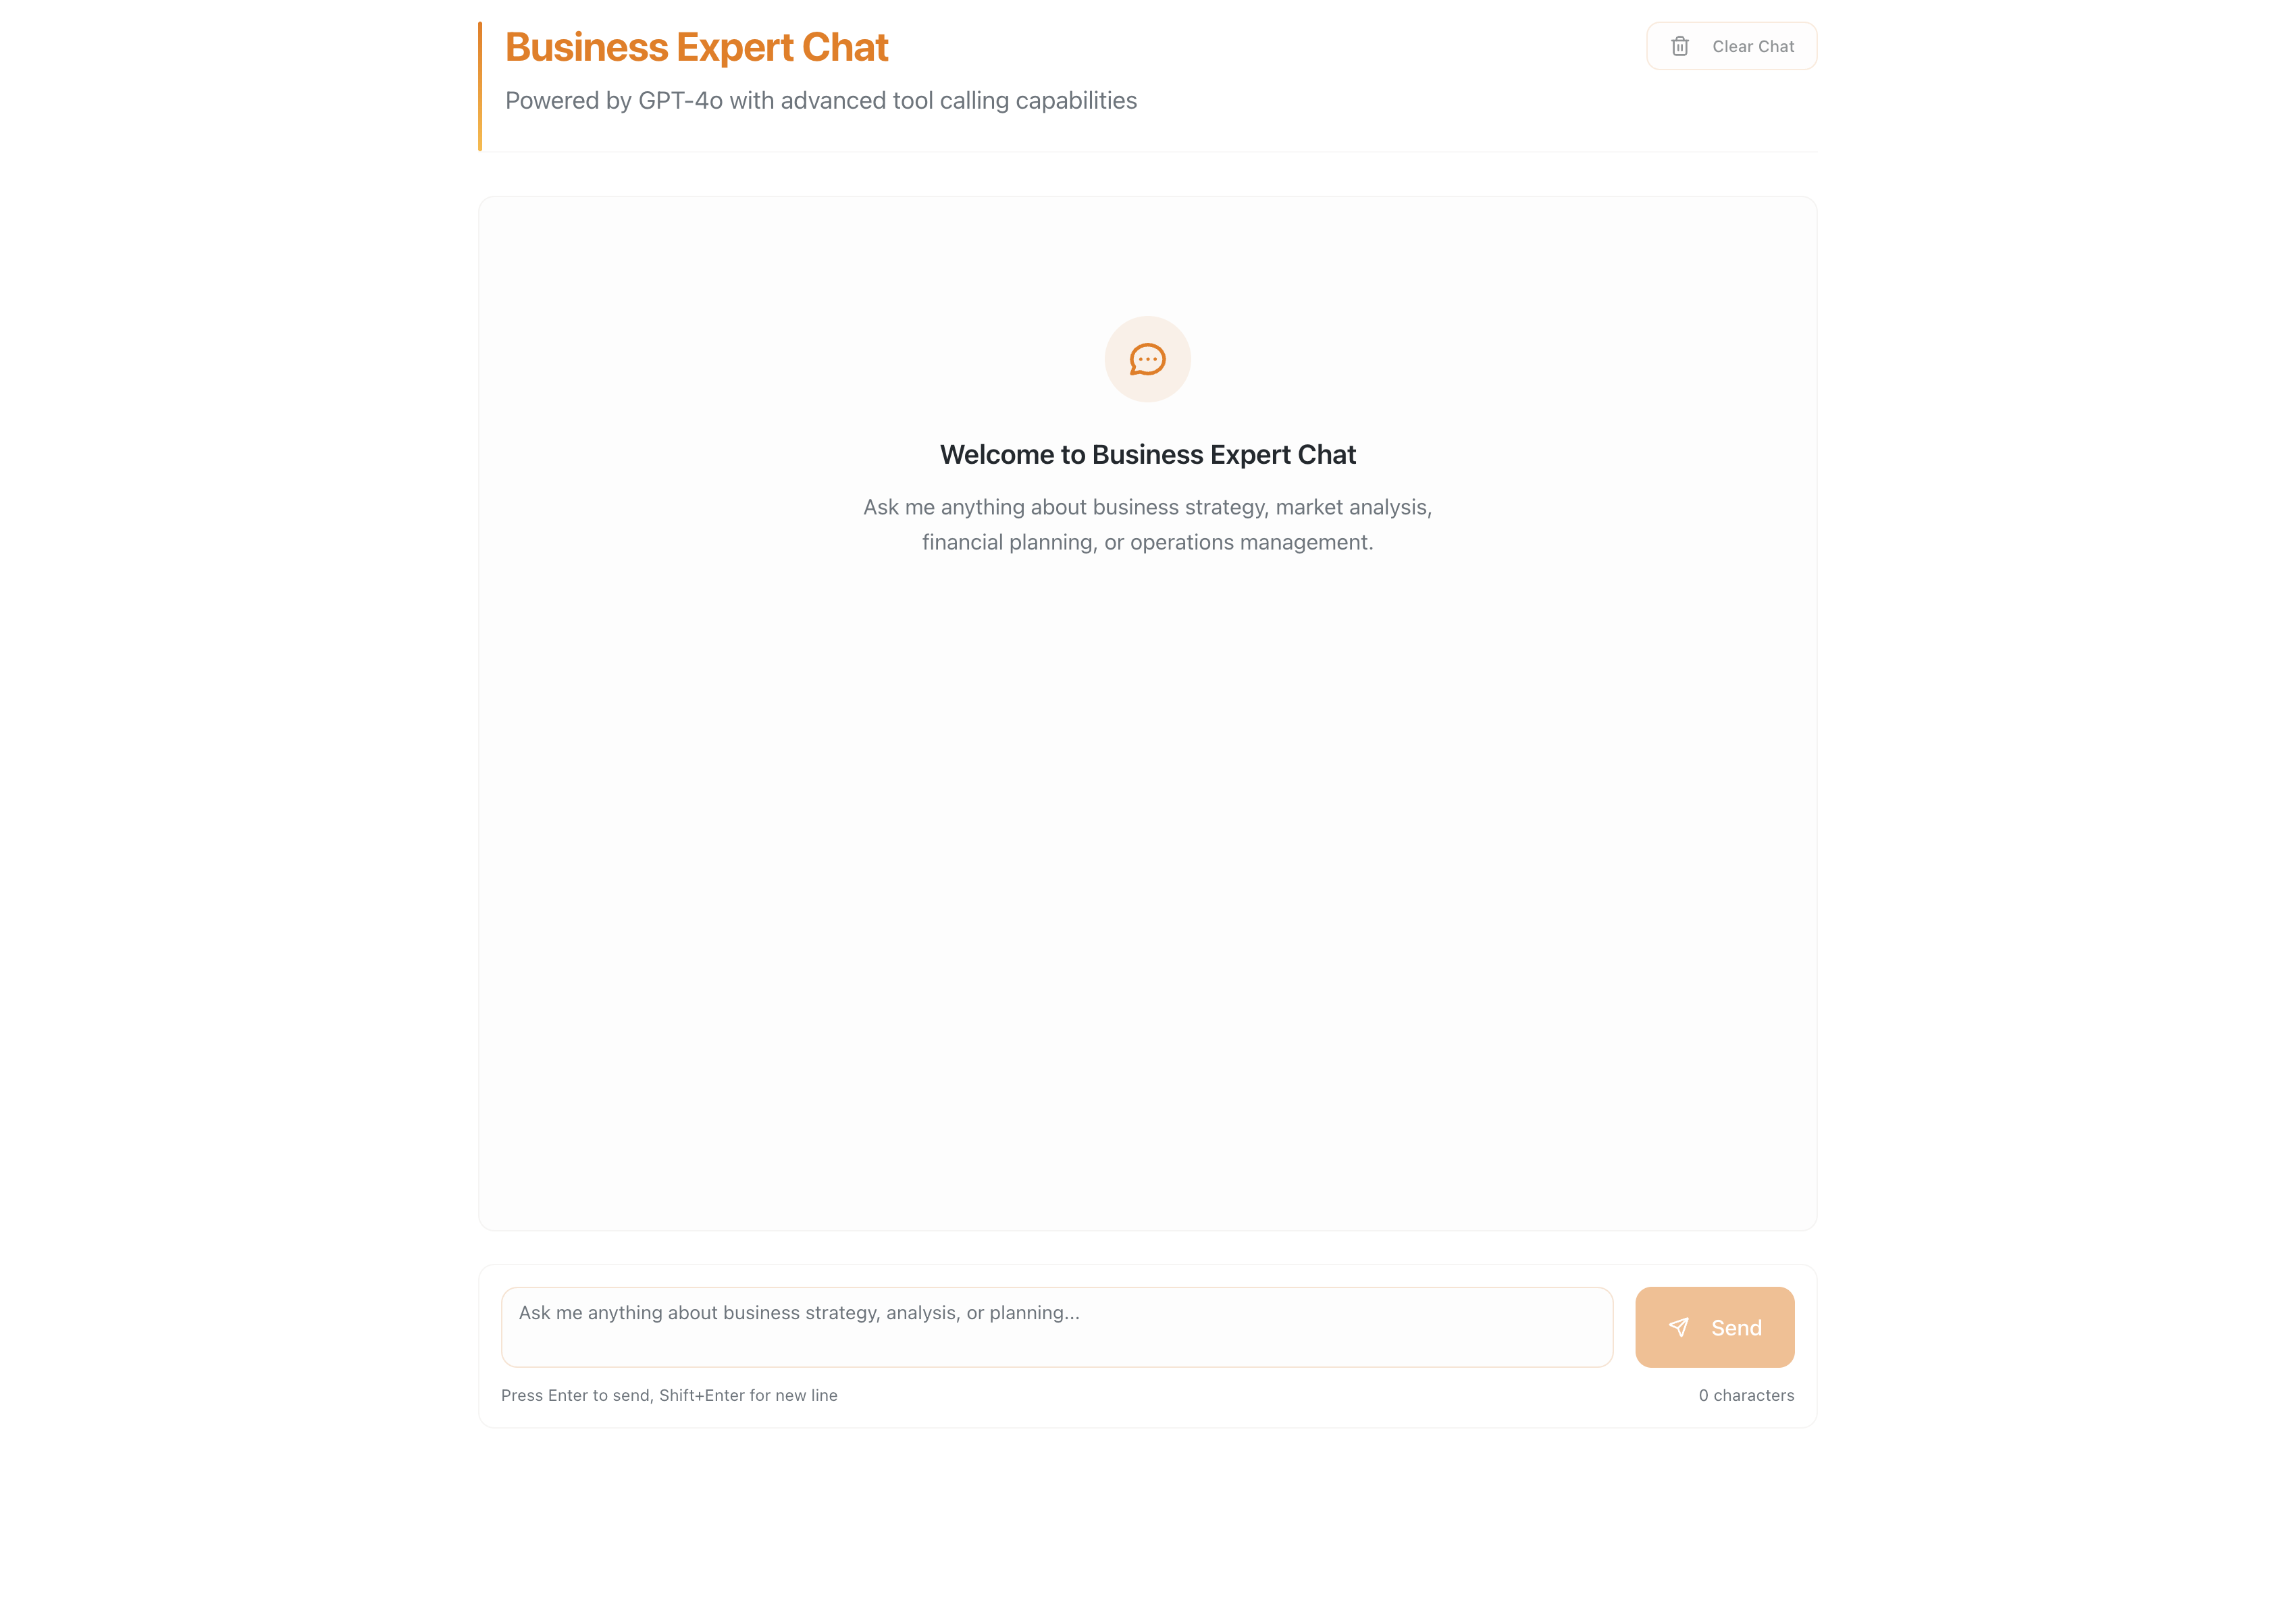 Business Expert Chat
Clear Chat
Powered by GPT-4o with advanced tool calling capabilities
Welcome to Business Expert Chat
Ask me anything about business strategy, market analysis,
financial planning, or operations management.
Ask me anything about business strategy, analysis, or planning...
Send
Press Enter to send, Shift+Enter for new line
0 characters